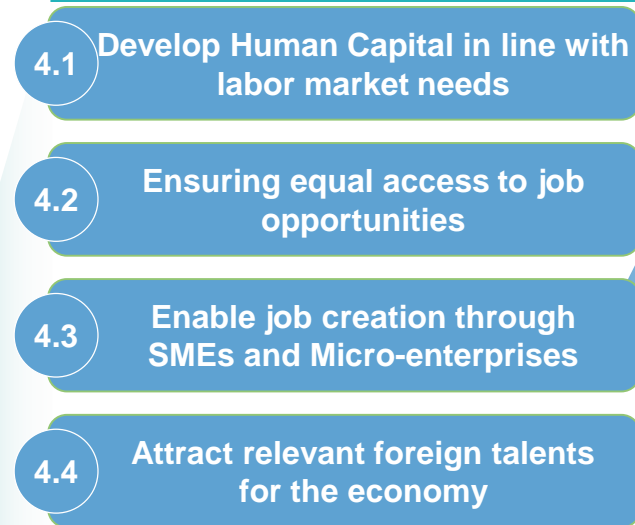 4.1
Develop Human Capital in line with
labor market needs
4.2
Ensuring equal access to job
opportunities
4.3
Enable job creation through
SMEs and Micro-enterprises
4.4
Attract relevant foreign talents
for the economy